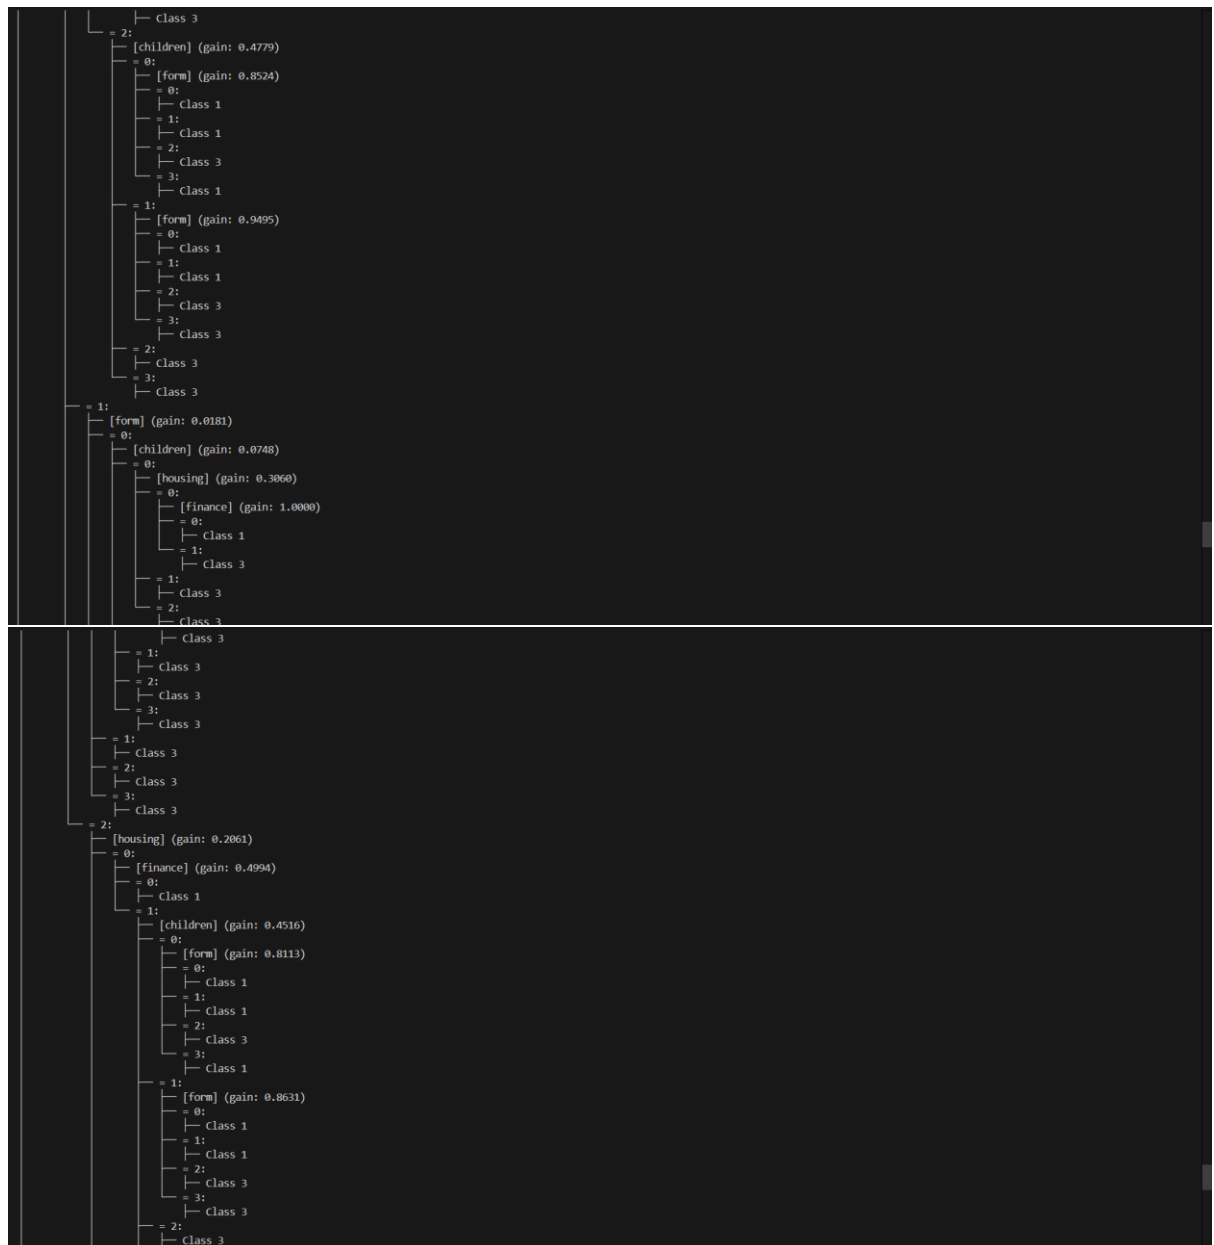 ├── Class 3
= 2:
├── [children] (gain: 0.4779)
= 0:
├── [form] (gain: 0.8524)
= 0:
├── Class 1
= 1:
├── Class 1
= 2:
├── Class 3
= 3:
├── Class 1
= 1:
├── [form] (gain: 0.9495)
= 0:
├── Class 1
= 1:
├── Class 1
= 2:
├── Class 3
= 3:
├── Class 3
= 2:
├── Class 3
= 3:
├── Class 3
= 1:
├── [form] (gain: 0.0181)
= 0:
├── [children] (gain: 0.0748)
= 0:
├── [housing] (gain: 0.3060)
= 0:
├── [finance] (gain: 1.0000)
= 0:
├── Class 1
= 1:
├── Class 3
= 1:
├── Class 3
= 2:
├── Class 3
├── Class 3
= 1:
├── Class 3
= 2:
├── Class 3
= 3:
├── Class 3
= 1:
├── Class 3
= 2:
├── Class 3
= 3:
├── Class 3
= 2:
├── [housing] (gain: 0.2061)
= 0:
├── [finance] (gain: 0.4994)
= 0:
├── Class 1
= 1:
├── [children] (gain: 0.4516)
= 0:
├── [form] (gain: 0.8113)
= 0:
├── Class 1
= 1:
├── Class 1
= 2:
├── Class 3
= 3:
├── Class 1
= 1:
├── [form] (gain: 0.8631)
= 0:
├── Class 1
= 1:
├── Class 1
= 2:
├── Class 3
= 3:
├── Class 3
= 2:
├── Class 3